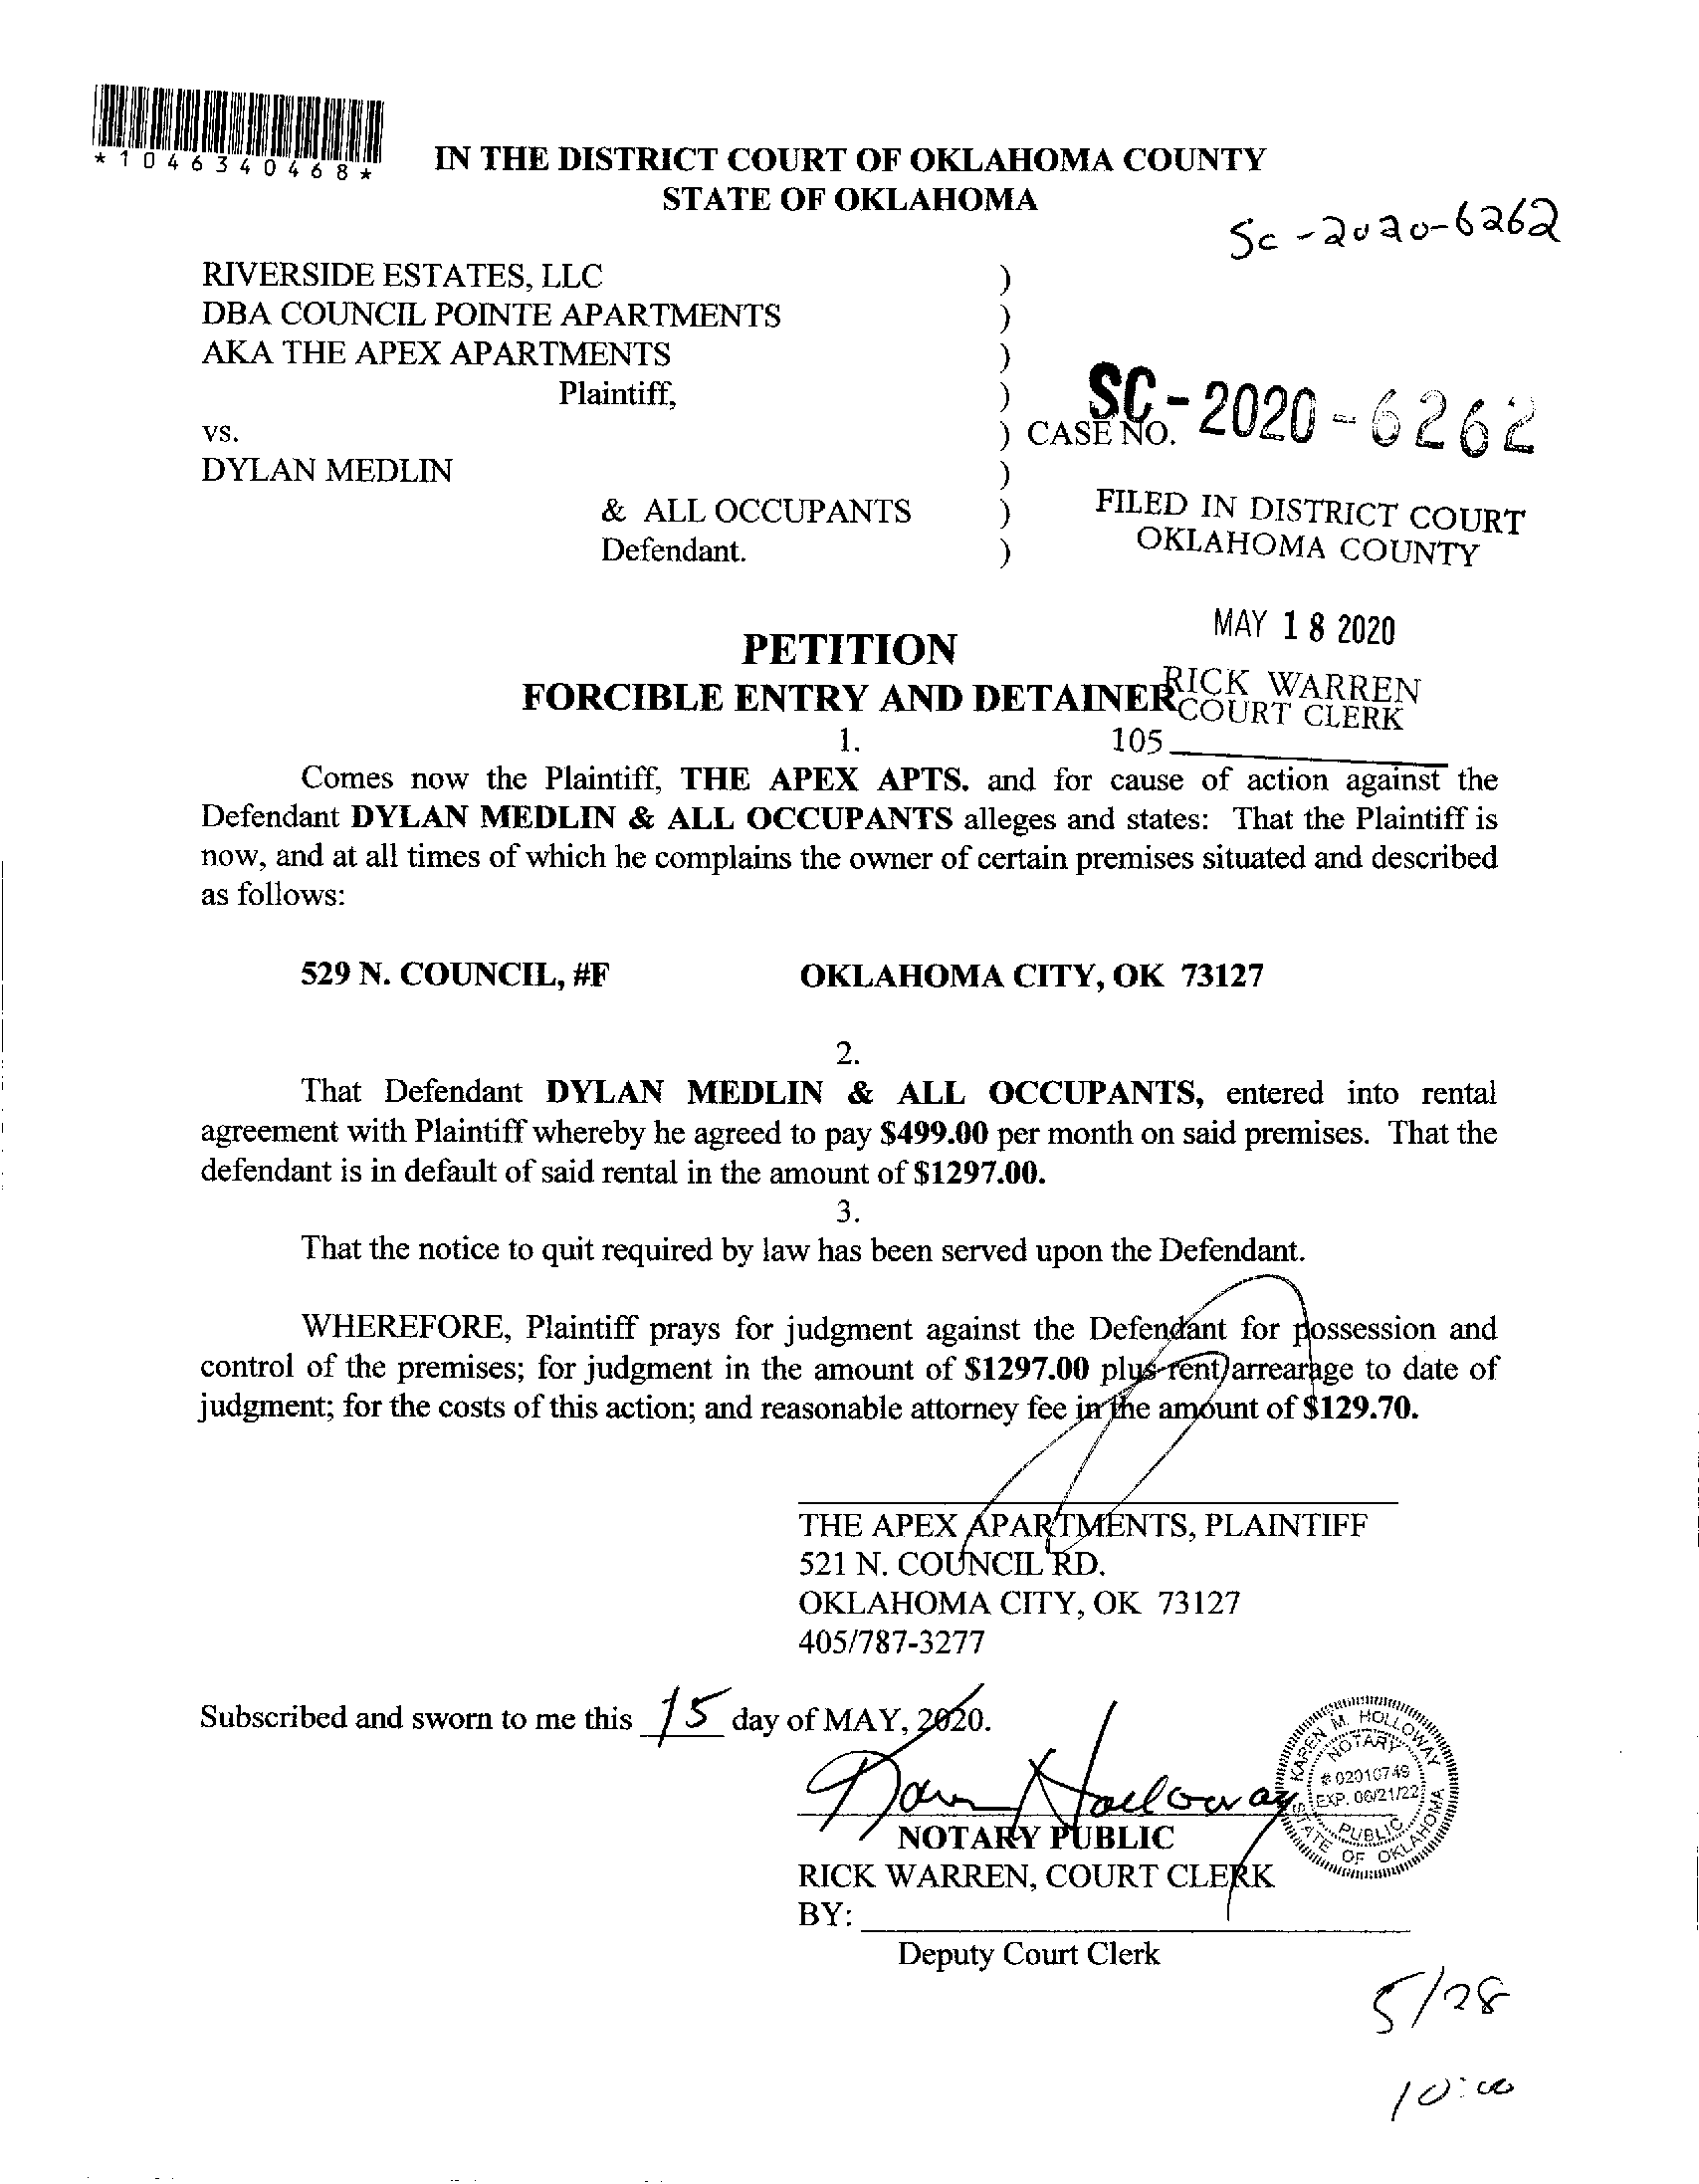 *1046340468*
IN THE DISTRICT COURT OF OKLAHOMA COUNTY
STATE OF OKLAHOMA
SC-2020-6262
RIVERSIDE ESTATES, LLC )
DBA COUNCIL POINTE APARTMENTS )
AKA THE APEX APARTMENTS )
Plaintiff, )
vs. ) CASE NO. SC-2020-6262
DYLAN MEDLIN )
& ALL OCCUPANTS )
Defendant. )
FILED IN DISTRICT COURT
OKLAHOMA COUNTY
MAY 18 2020
RICK WARREN
COURT CLERK
105
PETITION
FORCIBLE ENTRY AND DETAINER
1.
Comes now the Plaintiff, THE APEX APTS. and for cause of action against the
Defendant DYLAN MEDLIN & ALL OCCUPANTS alleges and states: That the Plaintiff is
now, and at all times of which he complains the owner of certain premises situated and described
as follows:
529 N. COUNCIL, #F OKLAHOMA CITY, OK 73127
2.
That Defendant DYLAN MEDLIN & ALL OCCUPANTS, entered into rental
agreement with Plaintiff whereby he agreed to pay $499.00 per month on said premises. That the
defendant is in default of said rental in the amount of $1297.00.
3.
That the notice to quit required by law has been served upon the Defendant.
WHEREFORE, Plaintiff prays for judgment against the Defendant for possession and
control of the premises; for judgment in the amount of $1297.00 plus rent arrearage to date of
judgment; for the costs of this action; and reasonable attorney fee in the amount of $129.70.
THE APEX APARTMENTS, PLAINTIFF
521 N. COUNCIL RD.
OKLAHOMA CITY, OK 73127
405/787-3277
Subscribed and sworn to me this 15 day of MAY, 2020.
Karen Holloway
NOTARY PUBLIC
RICK WARREN, COURT CLERK
BY:
Deputy Court Clerk
KAREN M. HOLLOWAY
NOTARY
# 02010748
EXP. 06/21/22
PUBLIC
STATE OF OKLAHOMA
5/28
10:00